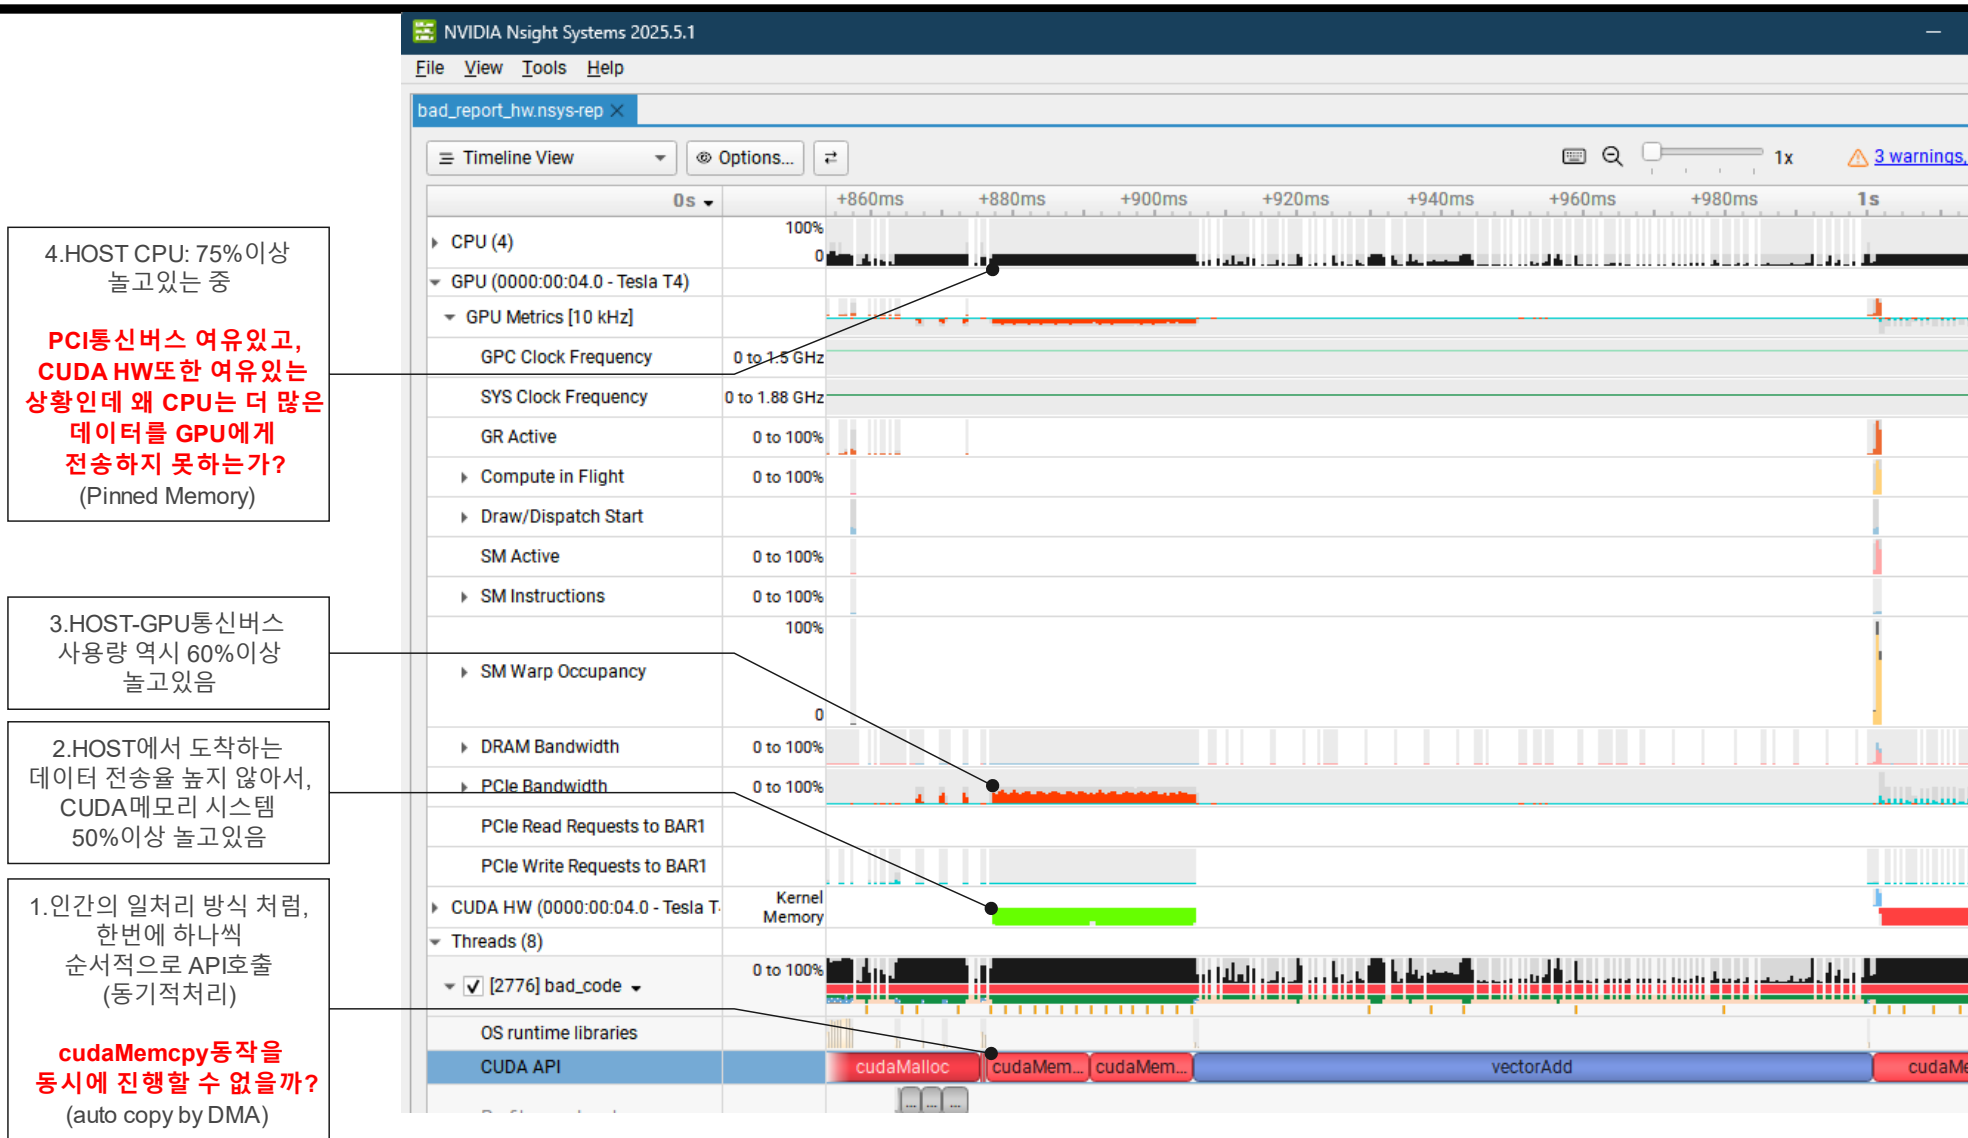 NVIDIA Nsight Systems 2025.5.1
File View Tools Help
bad_report_hw.nsys-rep
Timeline View
Options...
1x
3 warnings,
0s
+860ms +880ms +900ms +920ms +940ms +960ms +980ms 1s
CPU (4)
100%
0
GPU (0000:00:04.0 - Tesla T4)
GPU Metrics [10 kHz]
GPC Clock Frequency 0 to 1.5 GHz
SYS Clock Frequency 0 to 1.88 GHz
GR Active 0 to 100%
Compute in Flight 0 to 100%
Draw/Dispatch Start
SM Active 0 to 100%
SM Instructions 0 to 100%
100%
SM Warp Occupancy
0
DRAM Bandwidth 0 to 100%
PCIe Bandwidth 0 to 100%
PCIe Read Requests to BAR1
PCIe Write Requests to BAR1
CUDA HW (0000:00:04.0 - Tesla T
Kernel
Memory
Threads (8)
[2776] bad_code 0 to 100%
OS runtime libraries
CUDA API
cudaMalloc cudaMem... cudaMem... vectorAdd cudaMe
... ... ...
4.HOST CPU: 75%이상
놀고있는 중
PCI통신버스 여유있고,
CUDA HW또한 여유있는
상황인데 왜 CPU는 더 많은
데이터를 GPU에게
전송하지 못하는가?
(Pinned Memory)
3.HOST-GPU통신버스
사용량 역시 60%이상
놀고있음
2.HOST에서 도착하는
데이터 전송율 높지 않아서,
CUDA메모리 시스템
50%이상 놀고있음
1.인간의 일처리 방식 처럼,
한번에 하나씩
순서적으로 API호출
(동기적처리)
cudaMemcpy동작을
동시에 진행할 수 없을까?
(auto copy by DMA)